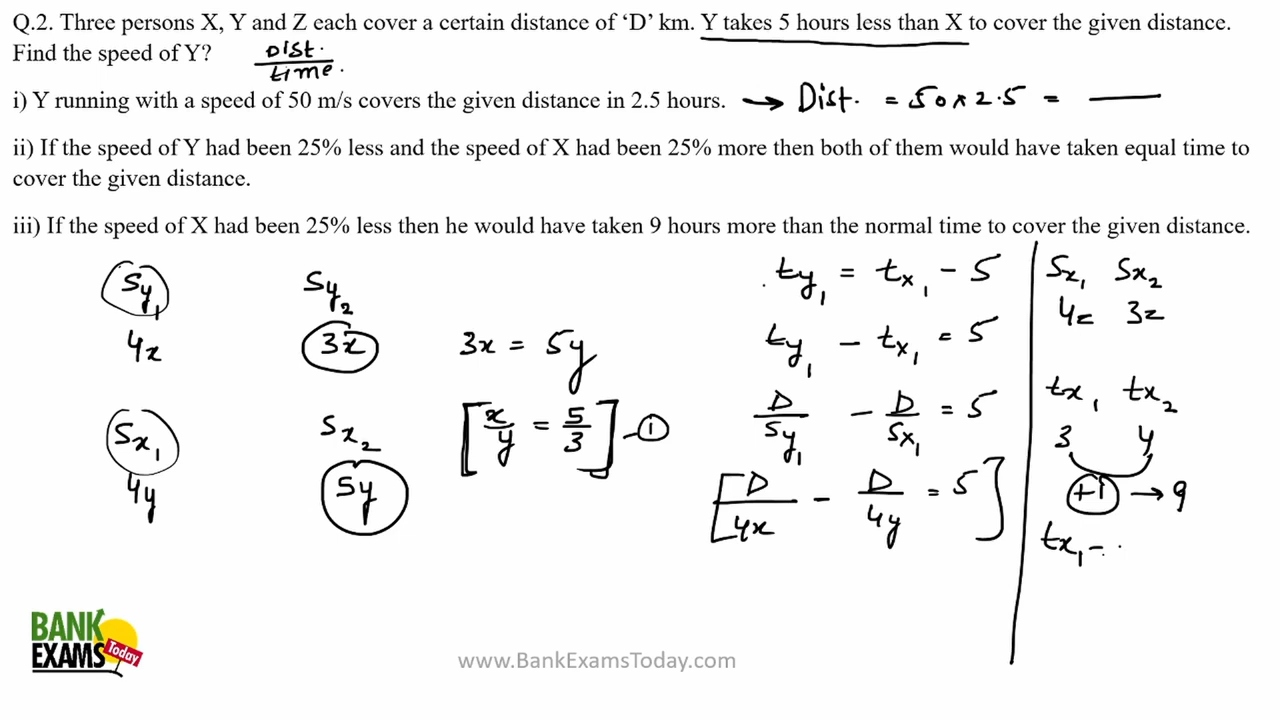 Q.2. Three persons X, Y and Z each cover a certain distance of ‘D’ km. Y takes 5 hours less than X to cover the given distance.
Find the speed of Y? Dist. / time.
i) Y running with a speed of 50 m/s covers the given distance in 2.5 hours. → Dist. = 50 × 2.5 = ——
ii) If the speed of Y had been 25% less and the speed of X had been 25% more then both of them would have taken equal time to
cover the given distance.
iii) If the speed of X had been 25% less then he would have taken 9 hours more than the normal time to cover the given distance.
Sy₁ Sy₂
4x 3x
3x = 5y
Sx₁ Sx₂
4y 5y
[x/y = 5/3] - ①
ty₁ = tx₁ - 5
ty₁ - tx₁ = 5
D/Sy₁ - D/Sx₁ = 5
[D/4x - D/4y = 5]
Sx₁ Sx₂
4z 3z
tx₁ tx₂
3 4
+1 → 9
tx₁ =
BANK
EXAMS Today
www.BankExamsToday.com